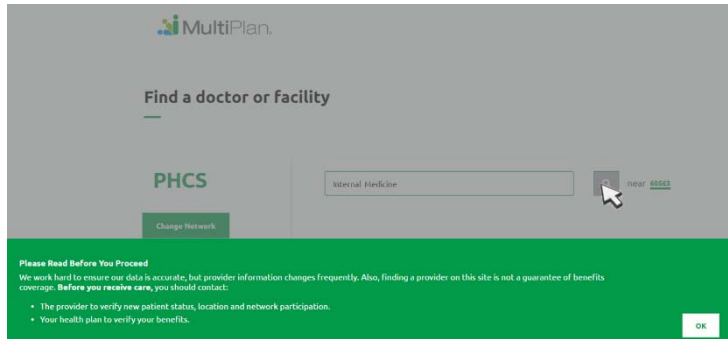 MultiPlan.
Find a doctor or facility
PHCS
Internal Medicine
near 60563
Change Network
Please Read Before You Proceed
We work hard to ensure our data is accurate, but provider information changes frequently. Also, finding a provider on this site is not a guarantee of benefits
coverage. Before you receive care, you should contact:
• The provider to verify new patient status, location and network participation.
• Your health plan to verify your benefits.
OK